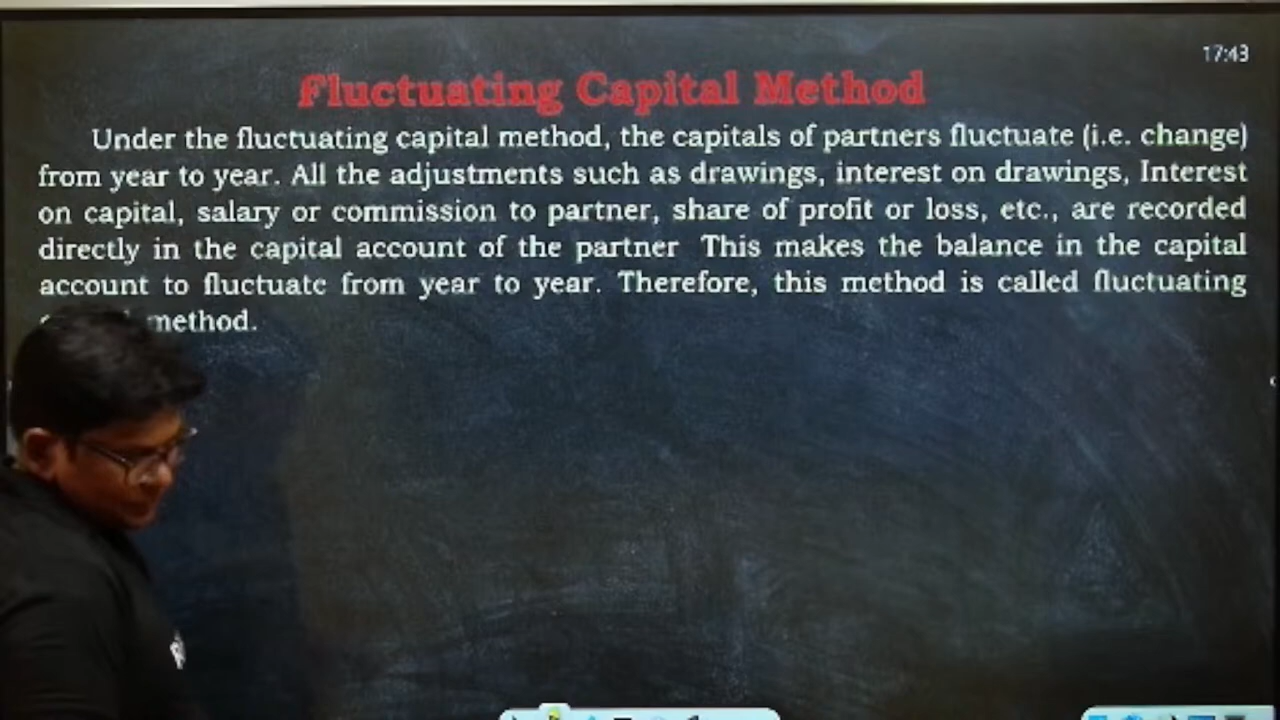 17:43
Fluctuating Capital Method
Under the fluctuating capital method, the capitals of partners fluctuate (i.e. change)
from year to year. All the adjustments such as drawings, interest on drawings, Interest
on capital, salary or commission to partner, share of profit or loss, etc., are recorded
directly in the capital account of the partner This makes the balance in the capital
account to fluctuate from year to year. Therefore, this method is called fluctuating
method.